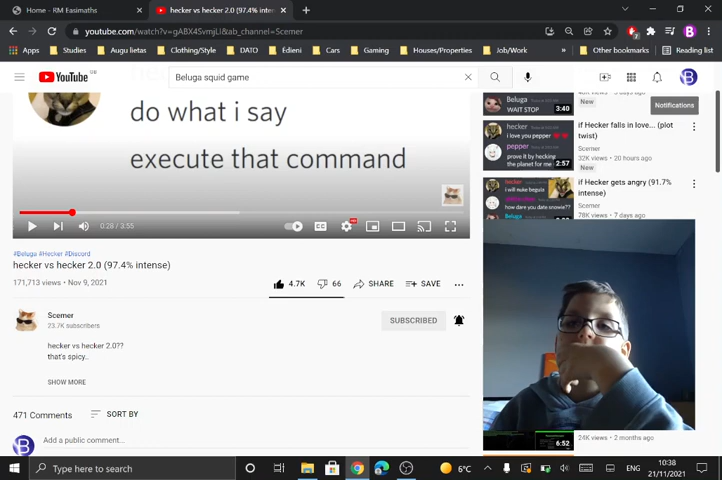 Home - RM Easimaths
hecker vs hecker 2.0 (97.4% inten
youtube.com/watch?v=gABX4SvmjLI&ab_channel=Scemer
Apps
Studies
Augu lietas
Clothing/Style
DATO
Edieni
Cars
Gaming
Houses/Properties
Job/Work
Other bookmarks
Reading list
YouTube
Beluga squid game
Notifications
do what i say
execute that command
0:28 / 3:55
#Beluga #Hecker #Discord
hecker vs hecker 2.0 (97.4% intense)
171,713 views • Nov 9, 2021
4.7K
66
SHARE
SAVE
Scemer
23.7K subscribers
SUBSCRIBED
hecker vs hecker 2.0??
that's spicy..
SHOW MORE
471 Comments
SORT BY
Add a public comment...
Beluga
WAIT STOP
3:40
New
hecker
i love you pepper
pepper
prove it by hecking
the planet for me
2:57
if Hecker falls in love... (plot
twist)
Scemer
32K views • 20 hours ago
New
hecker
i will nuke beguia
how dare you date snowie??
Beluga
if Hecker gets angry (91.7%
intense)
Scemer
78K views • 7 days ago
6:52
24K views • 2 months ago
Type here to search
6°C
ENG
10:38
21/11/2021